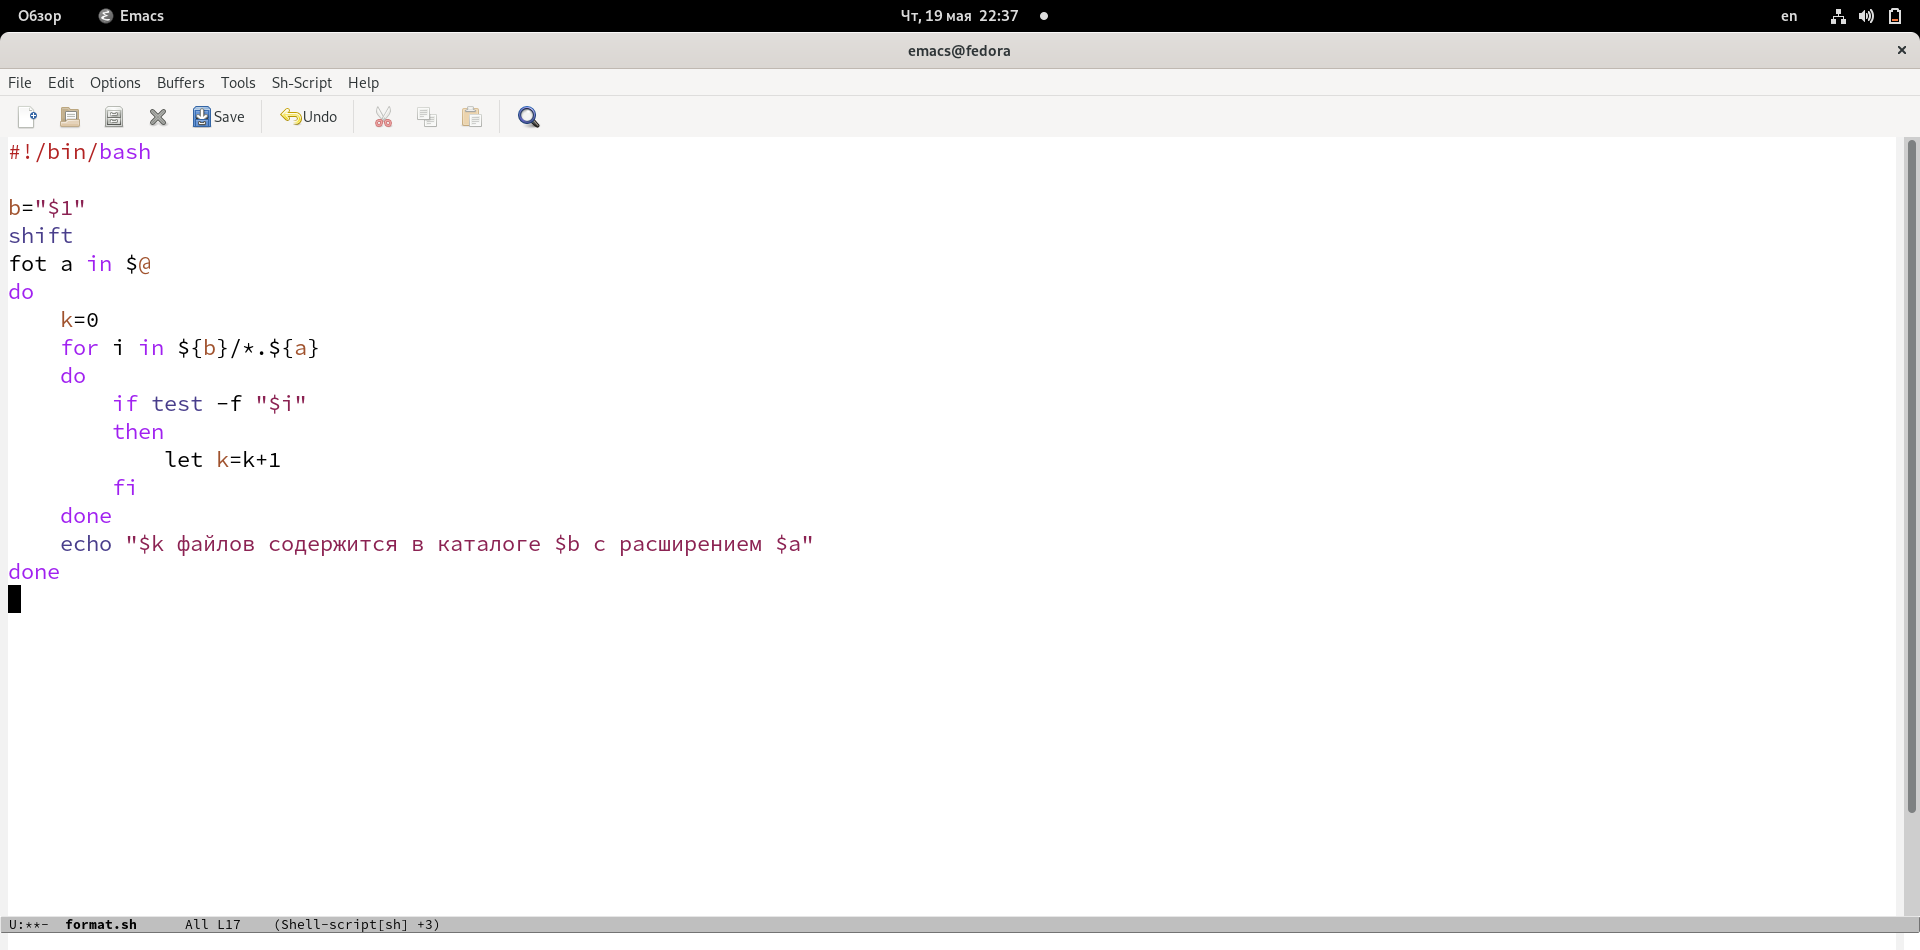 Обзор Emacs Чт, 19 мая 22:37 en
emacs@fedora
File Edit Options Buffers Tools Sh-Script Help
Save Undo
#!/bin/bash
b="$1"
shift
fot a in $@
do
    k=0
    for i in ${b}/*.${a}
    do
        if test -f "$i"
        then
            let k=k+1
        fi
    done
    echo "$k файлов содержится в каталоге $b с расширением $a"
done
U:**-  format.sh      All L17    (Shell-script[sh] +3)